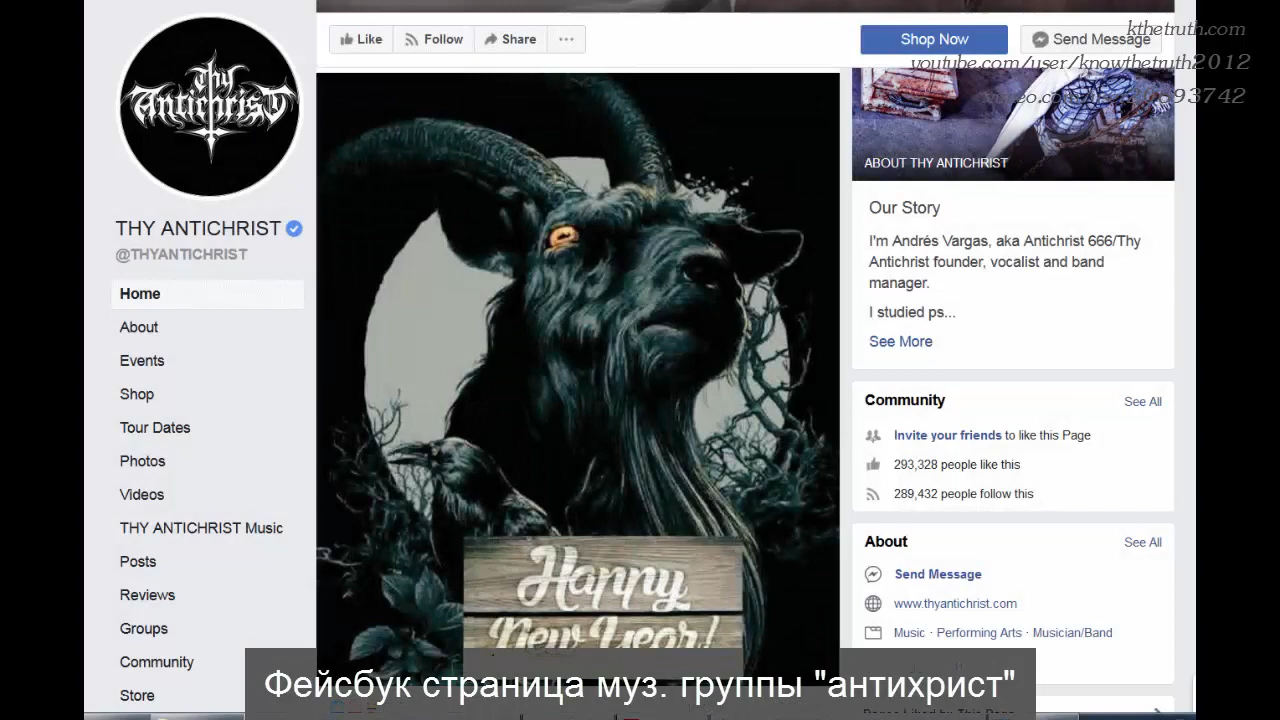 Thy
Antichrist
Like
Follow
Share
Shop Now
Send Message
kthetruth.com
youtube.com/user/knowthetruth2012
93742
ABOUT THY ANTICHRIST
THY ANTICHRIST
@THYANTICHRIST
Home
About
Events
Shop
Tour Dates
Photos
Videos
THY ANTICHRIST Music
Posts
Reviews
Groups
Community
Store
Happy
New Year!
Our Story
I'm Andrés Vargas, aka Antichrist 666/Thy
Antichrist founder, vocalist and band
manager.
I studied ps...
See More
Community
See All
Invite your friends to like this Page
293,328 people like this
289,432 people follow this
About
See All
Send Message
www.thyantichrist.com
Music · Performing Arts · Musician/Band
Фейсбук страница муз. группы "антихрист"